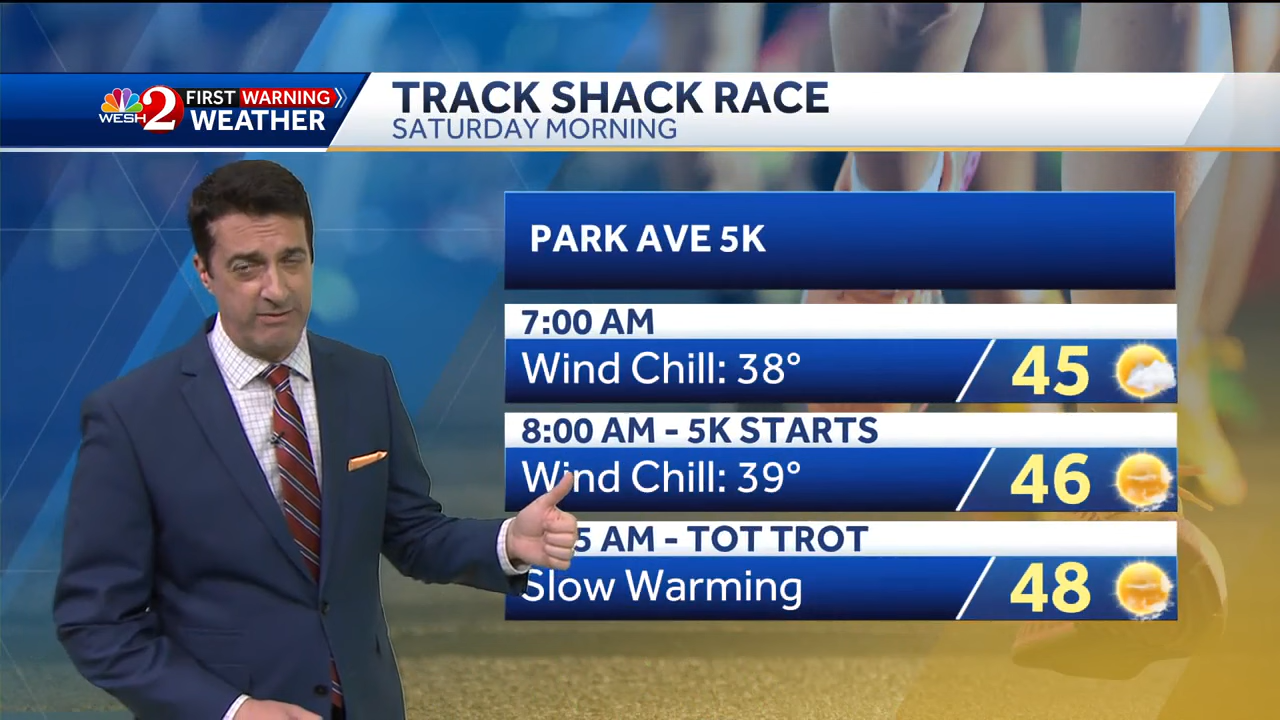 WESH 2 FIRST WARNING
WEATHER
TRACK SHACK RACE
SATURDAY MORNING
PARK AVE 5K
7:00 AM
Wind Chill: 38° 45
8:00 AM - 5K STARTS
Wind Chill: 39° 46
5 AM - TOT TROT
Slow Warming 48